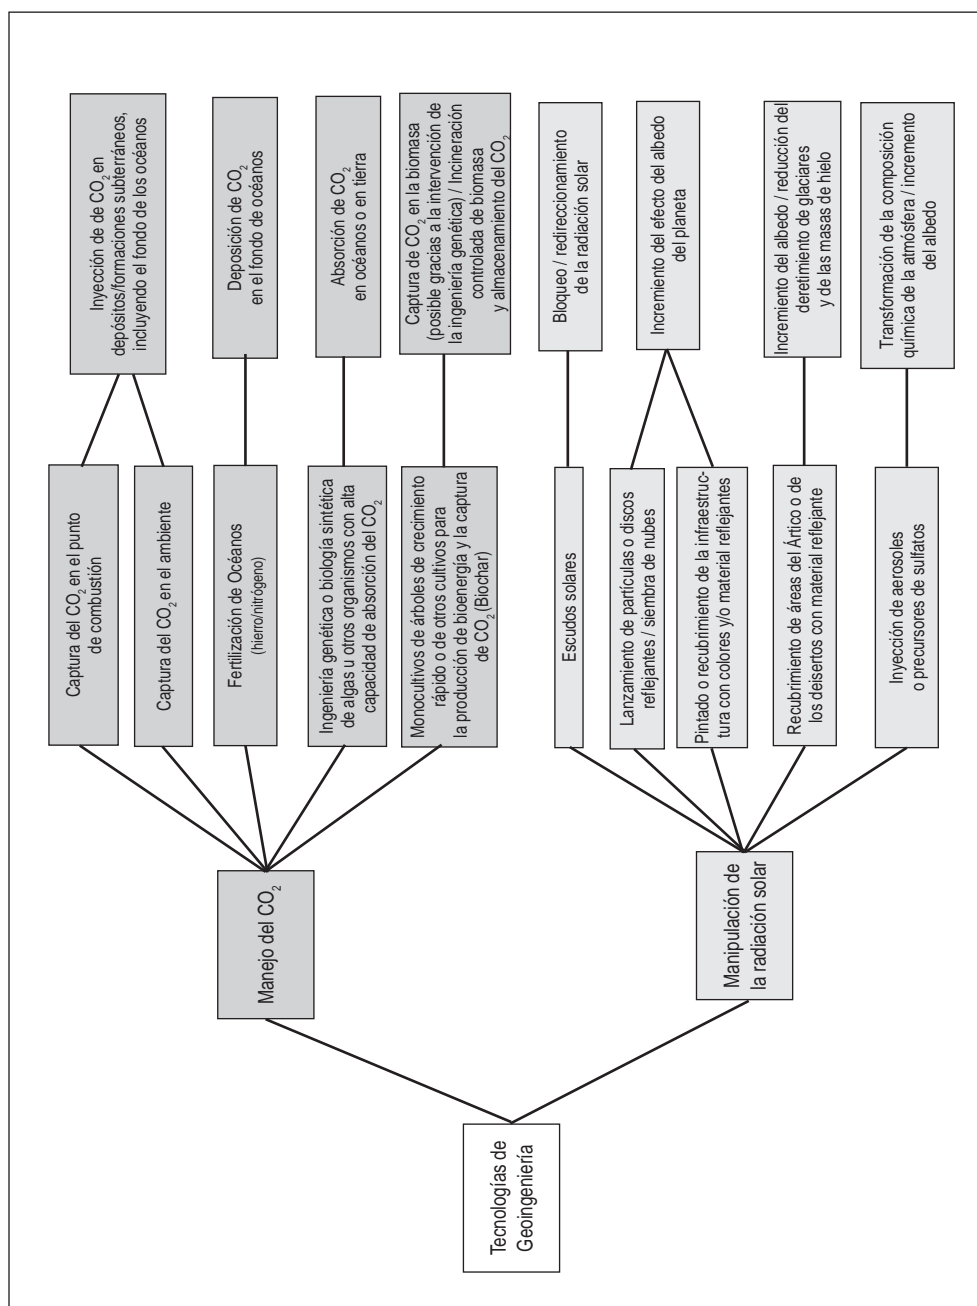 Tecnologías de
Geoingeniería
Manejo del CO2
Captura del CO2 en el punto
de combustión
Captura del CO2 en el ambiente
Inyección de de CO2 en
depósitos/formaciones subterráneos,
incluyendo el fondo de los océanos
Fertilización de Océanos
(hierro/nitrógeno)
Deposición de CO2
en el fondo de océanos
Ingeniería genética o biología sintética
de algas u otros organismos con alta
capacidad de absorción del CO2
Absorción de CO2
en océanos o en tierra
Monocultivos de árboles de crecimiento
rápido o de otros cultivos para
la producción de bioenergía y la captura
de CO2 (Biochar)
Captura de CO2 en la biomasa
(posible gracias a la intervención de
la ingeniería genética) / Incineración
controlada de biomasa
y almacenamiento del CO2
Manipulación de
la radiación solar
Escudos solares
Bloqueo / redireccionamiento
de la radiación solar
Lanzamiento de partículas o discos
reflejantes / siembra de nubes
Pintado o recubrimiento de la infraestruc-
tura con colores y/o material reflejantes
Incremiento del efecto del albedo
del planeta
Recubrimiento de áreas del Ártico o de
los deisertos con material reflejante
Incremiento del albedo / reducción del
deretimiento de glaciares
y de las masas de hielo
Inyección de aerosoles
o precursores de sulfatos
Transformación de la composición
química de la atmósfera / incremento
del albedo